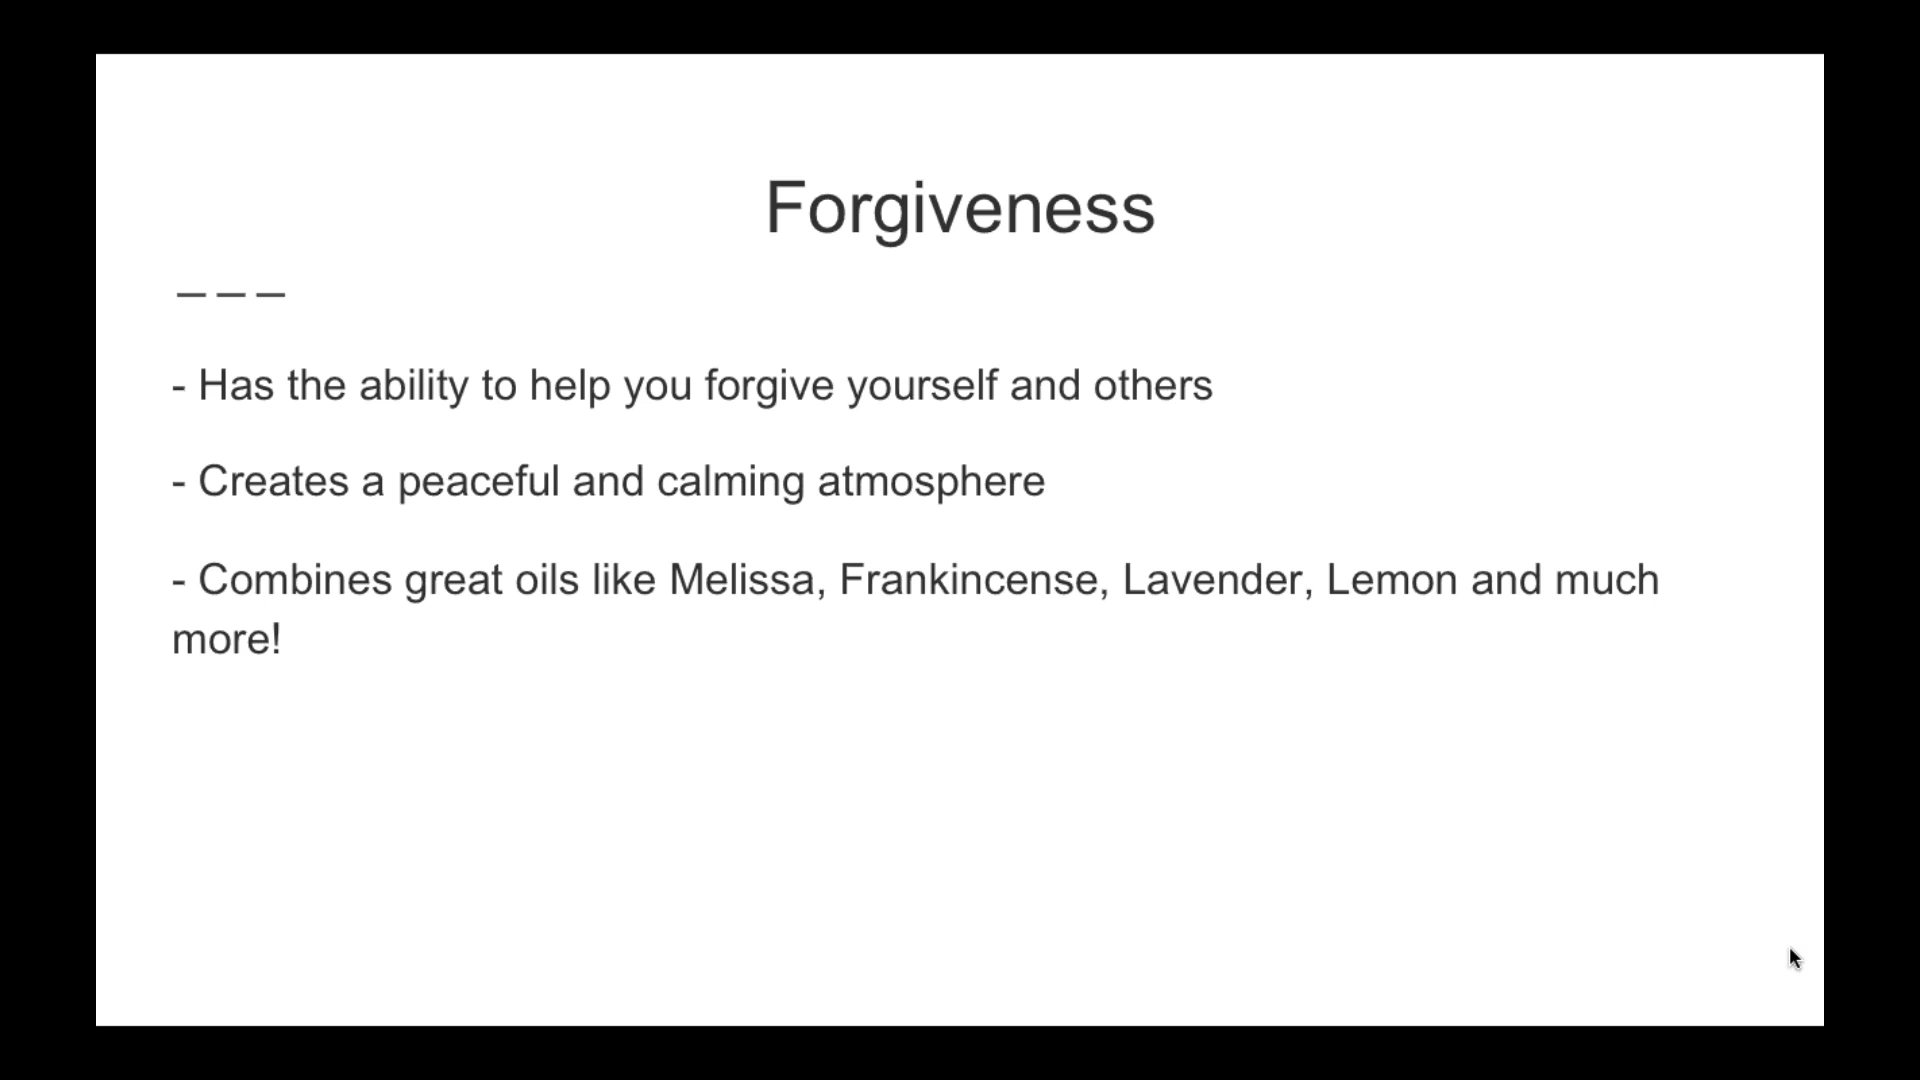 Forgiveness
- Has the ability to help you forgive yourself and others
- Creates a peaceful and calming atmosphere
- Combines great oils like Melissa, Frankincense, Lavender, Lemon and much
more!